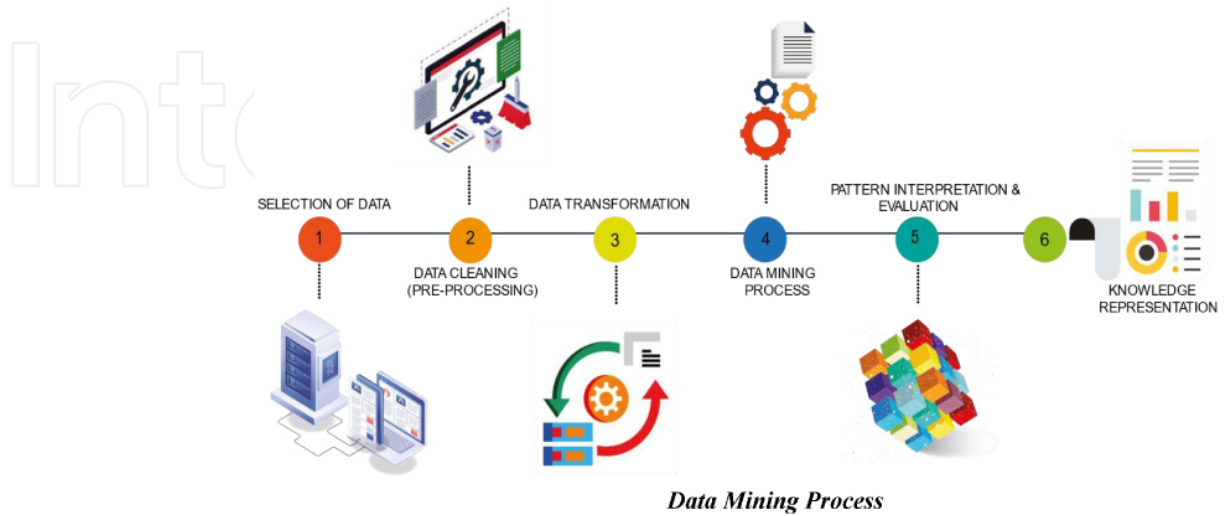 Inte
SELECTION OF DATA
1
2
DATA CLEANING
(PRE-PROCESSING)
DATA TRANSFORMATION
3
4
DATA MINING
PROCESS
PATTERN INTERPRETATION &
EVALUATION
5
6
KNOWLEDGE
REPRESENTATION
Data Mining Process